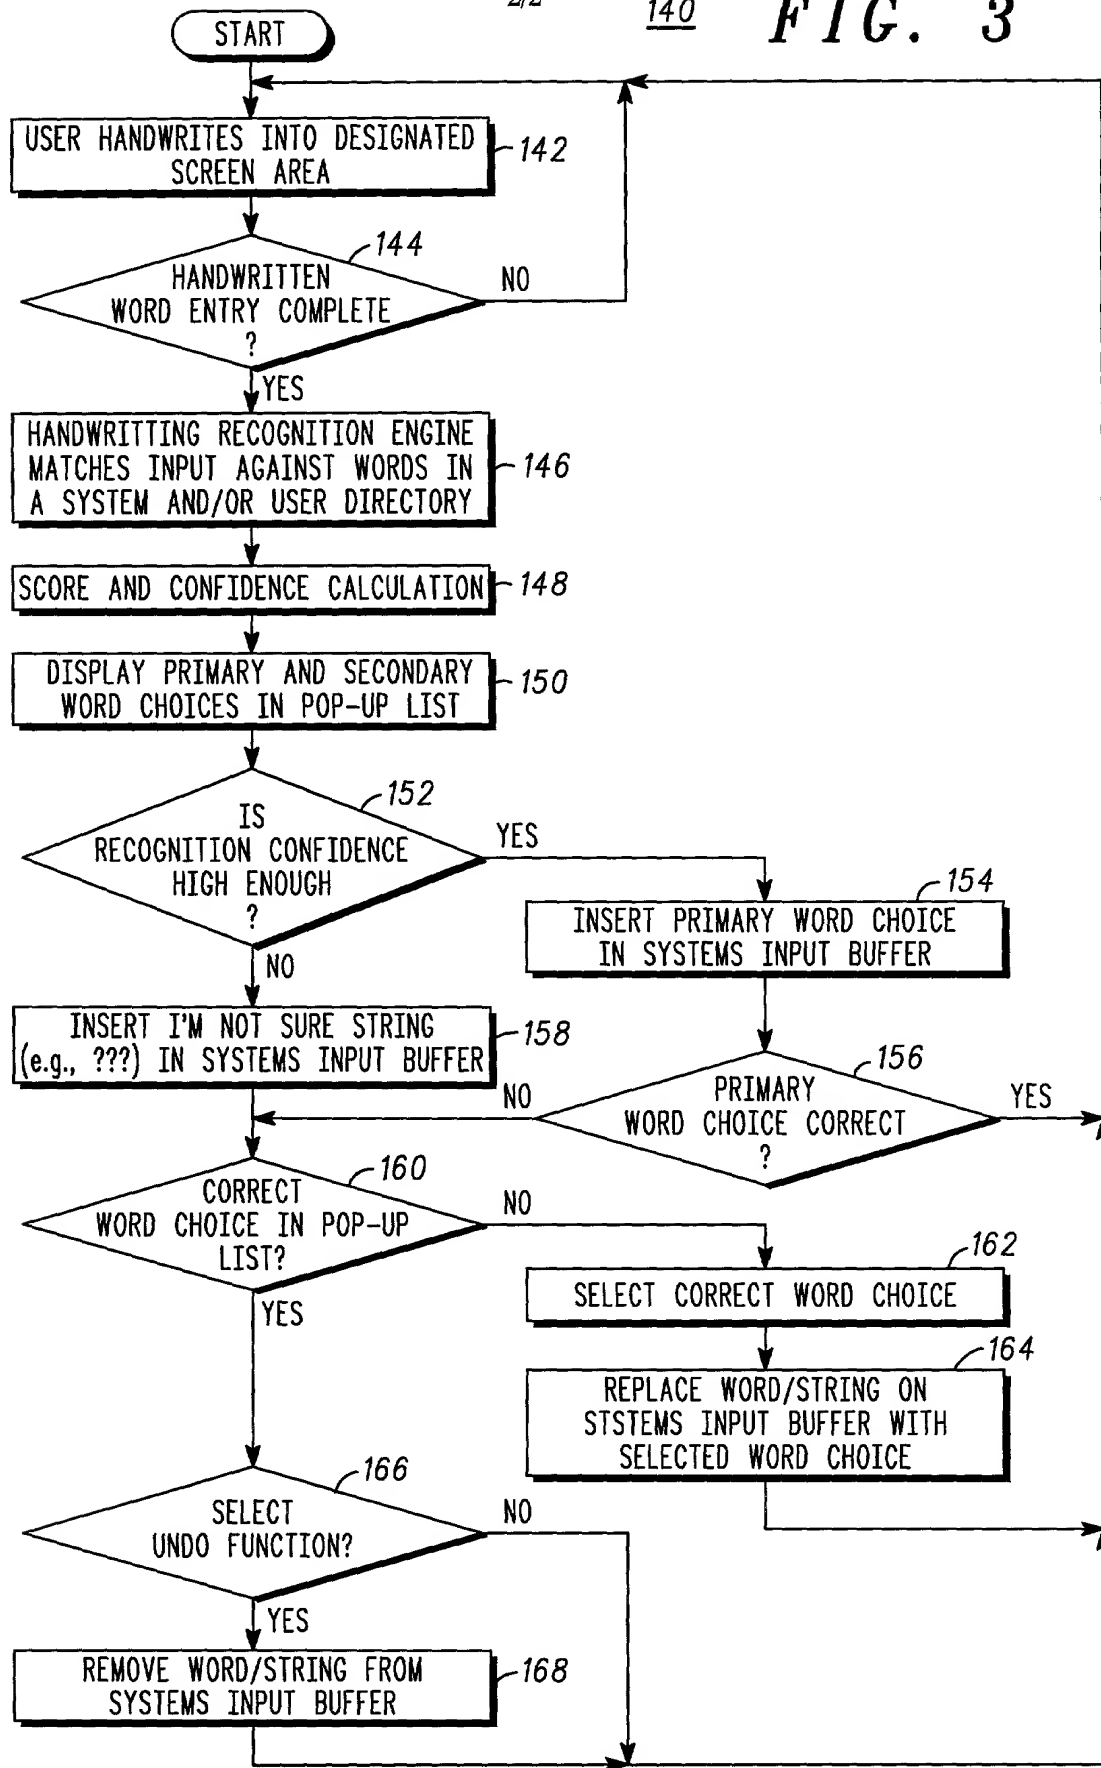 2/2
140 FIG. 3
START
USER HANDWRITES INTO DESIGNATED
SCREEN AREA
142
144
HANDWRITTEN
WORD ENTRY COMPLETE
?
NO
YES
HANDWRITTING RECOGNITION ENGINE
MATCHES INPUT AGAINST WORDS IN
A SYSTEM AND/OR USER DIRECTORY
146
SCORE AND CONFIDENCE CALCULATION
148
DISPLAY PRIMARY AND SECONDARY
WORD CHOICES IN POP-UP LIST
150
152
IS
RECOGNITION CONFIDENCE
HIGH ENOUGH
?
YES
NO
154
INSERT PRIMARY WORD CHOICE
IN SYSTEMS INPUT BUFFER
INSERT I'M NOT SURE STRING
(e.g., ???) IN SYSTEMS INPUT BUFFER
158
156
PRIMARY
WORD CHOICE CORRECT
?
NO
YES
160
CORRECT
WORD CHOICE IN POP-UP
LIST?
NO
YES
162
SELECT CORRECT WORD CHOICE
164
REPLACE WORD/STRING ON
STSTEMS INPUT BUFFER WITH
SELECTED WORD CHOICE
166
SELECT
UNDO FUNCTION?
NO
YES
REMOVE WORD/STRING FROM
SYSTEMS INPUT BUFFER
168